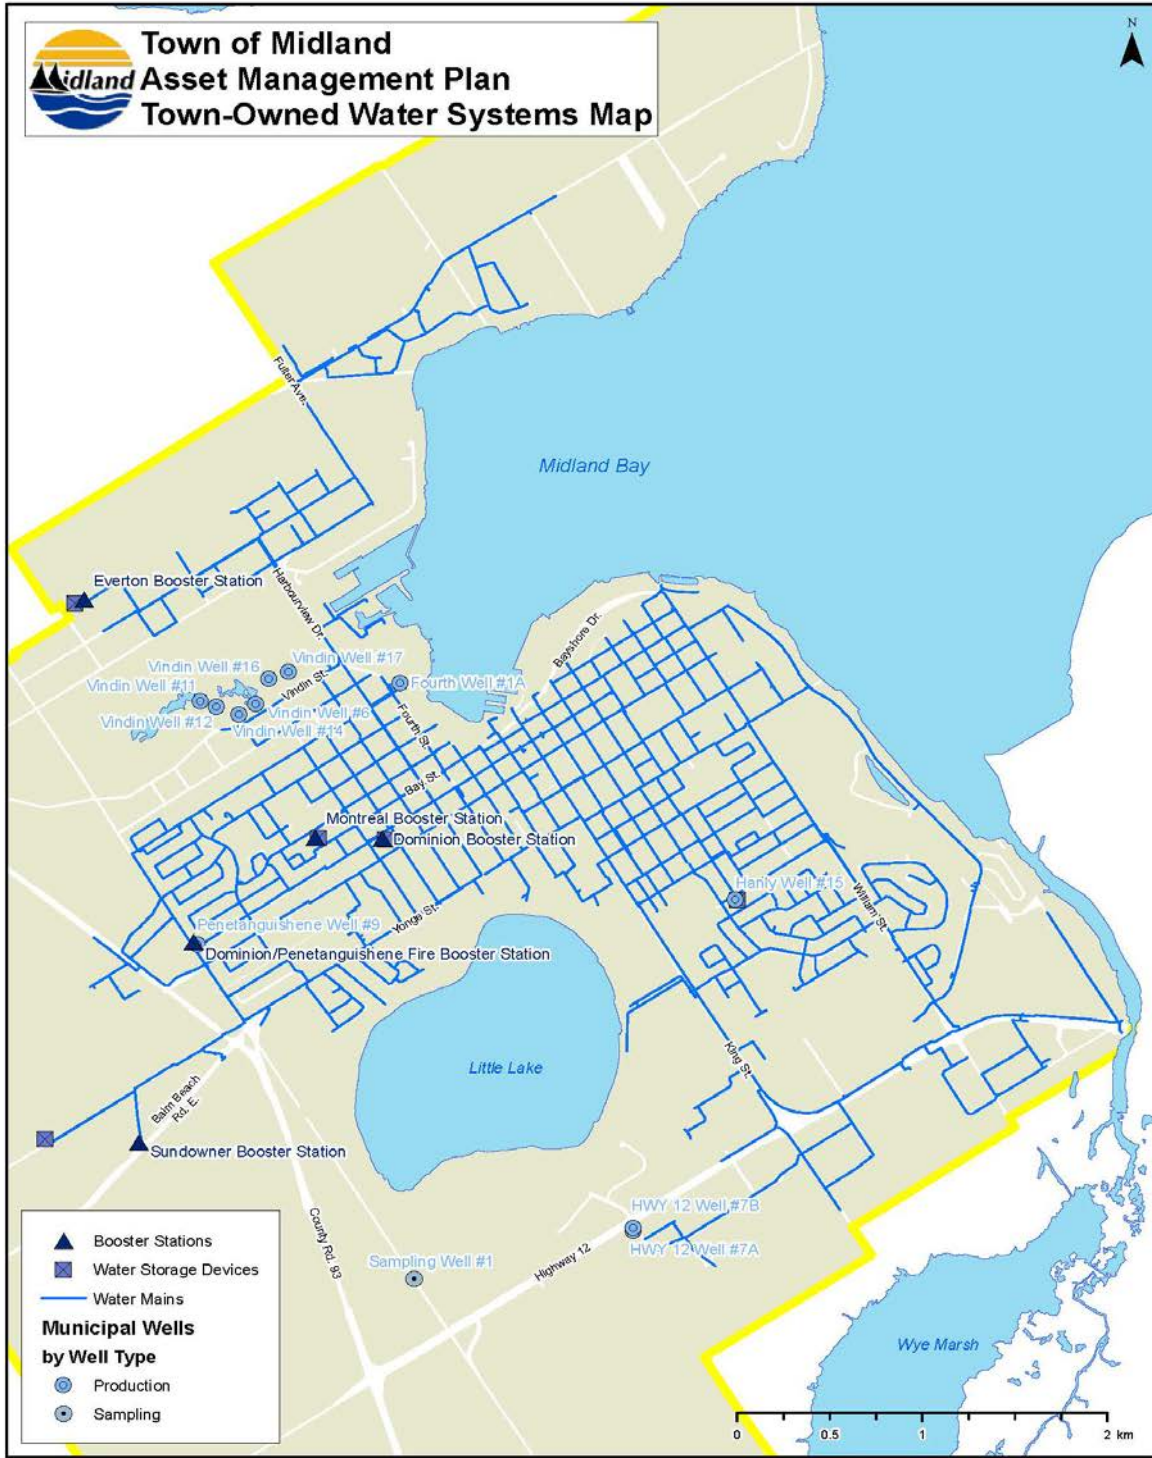 Midland
Town of Midland
Asset Management Plan
Town-Owned Water Systems Map
N
Fuller Ave.
Midland Bay
Everton Booster Station
Harbourview Dr.
Bayshore Dr.
Vindin Well #16
Vindin Well #17
Vindin St.
Vindin Well #11
Fourth Well #1A
Vindin Well #12
Vindin Well #6
Vindin Well #14
Fourth St.
Bay St.
Montreal Booster Station
Dominion Booster Station
Hanly Well #15
William St.
Penetanguishene Well #9
Yonge St.
Dominion/Penetanguishene Fire Booster Station
King St.
Little Lake
Balm Beach
Rd. E.
Sundowner Booster Station
HWY 12 Well #7B
HWY 12 Well #7A
County Rd. 93
Highway 12
Sampling Well #1
Wye Marsh
Booster Stations
Water Storage Devices
Water Mains
Municipal Wells
by Well Type
Production
Sampling
0 0.5 1 2 km